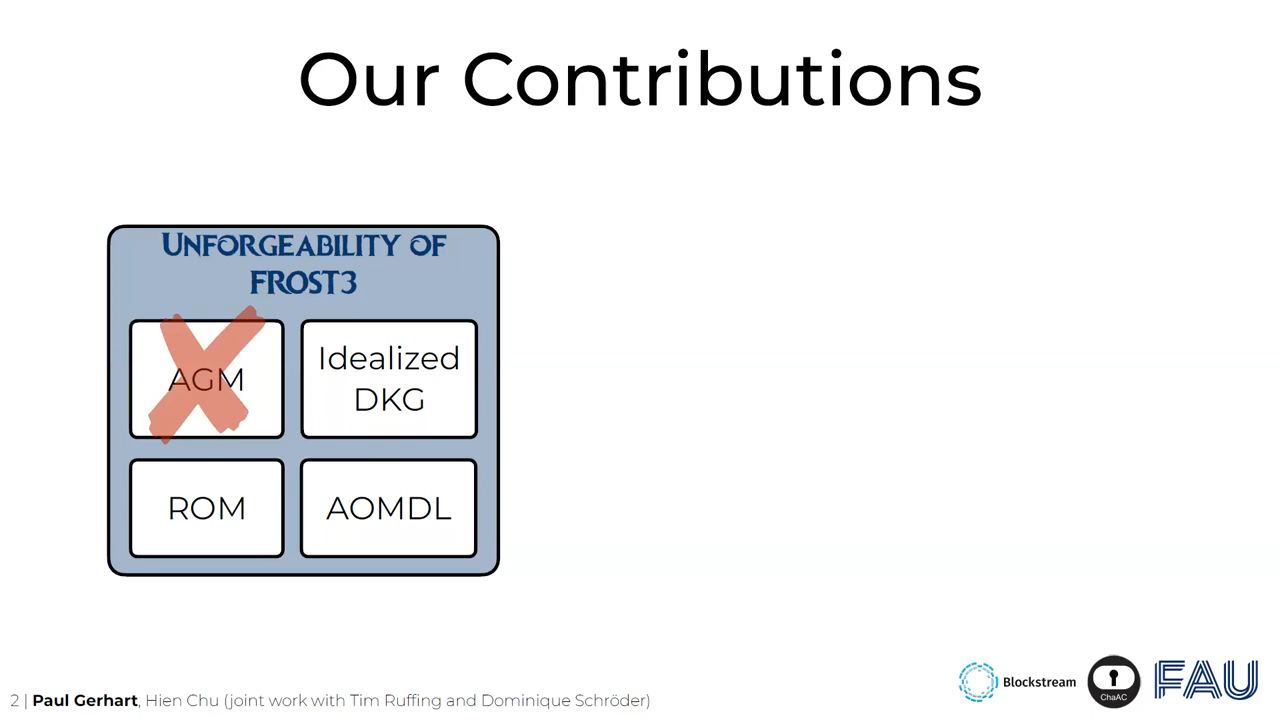 Our Contributions
UNFORGEABILITY OF
FROST3
AGM
Idealized
DKG
ROM
AOMDL
2 | Paul Gerhart, Hien Chu (joint work with Tim Ruffing and Dominique Schröder)
Blockstream
ChaAC
FAU